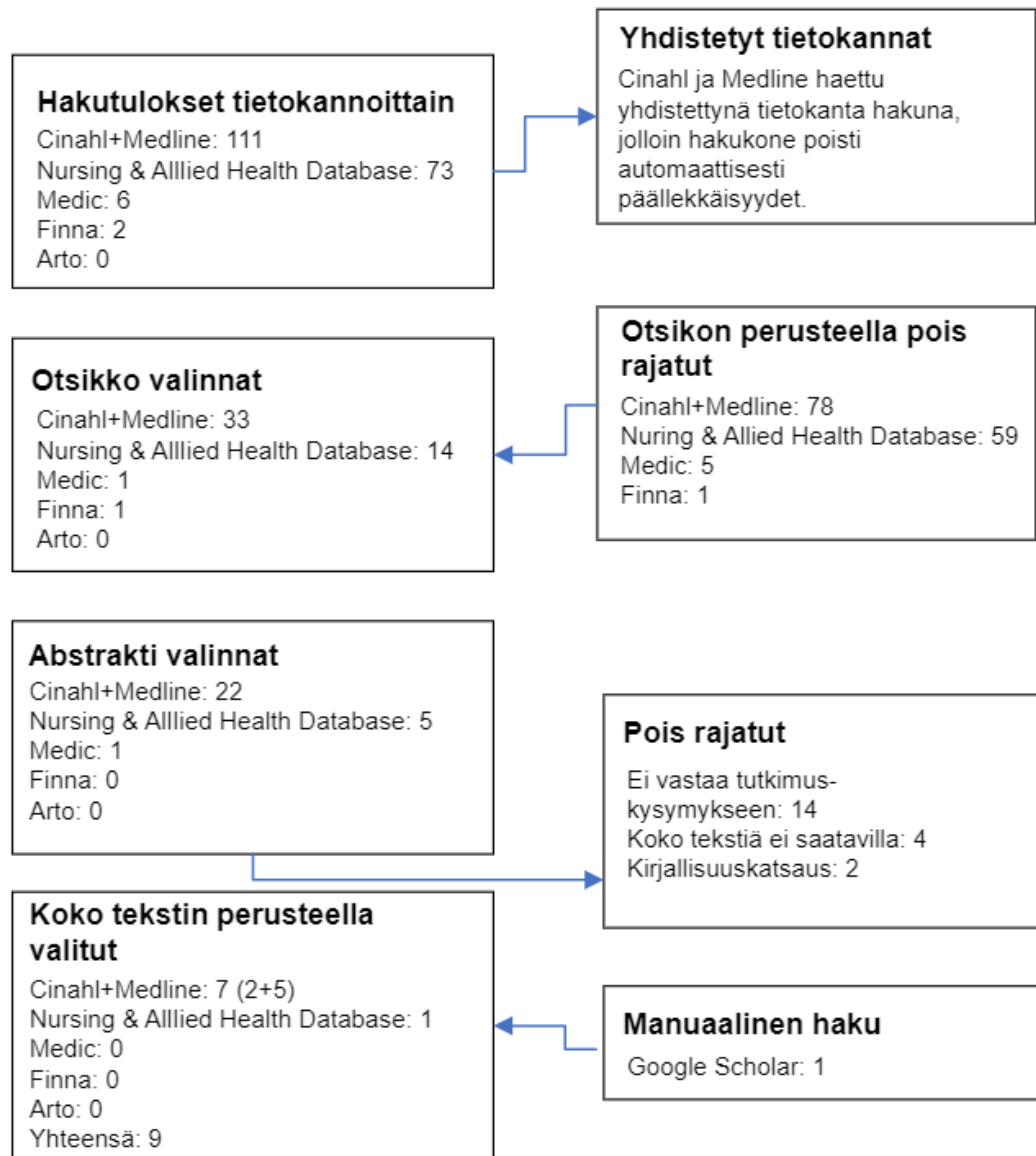 Hakutulokset tietokannoittain
Cinahl+Medline: 111
Nursing & Alllied Health Database: 73
Medic: 6
Finna: 2
Arto: 0
Yhdistetyt tietokannat
Cinahl ja Medline haettu
yhdistettynä tietokanta hakuna,
jolloin hakukone poisti
automaattisesti
päällekkäisyydet.
Otsikko valinnat
Cinahl+Medline: 33
Nursing & Alllied Health Database: 14
Medic: 1
Finna: 1
Arto: 0
Otsikon perusteella pois
rajatut
Cinahl+Medline: 78
Nuring & Allied Health Database: 59
Medic: 5
Finna: 1
Abstrakti valinnat
Cinahl+Medline: 22
Nursing & Alllied Health Database: 5
Medic: 1
Finna: 0
Arto: 0
Pois rajatut
Ei vastaa tutkimus-
kysymykseen: 14
Koko tekstiä ei saatavilla: 4
Kirjallisuuskatsaus: 2
Koko tekstin perusteella
valitut
Cinahl+Medline: 7 (2+5)
Nursing & Alllied Health Database: 1
Medic: 0
Finna: 0
Arto: 0
Yhteensä: 9
Manuaalinen haku
Google Scholar: 1